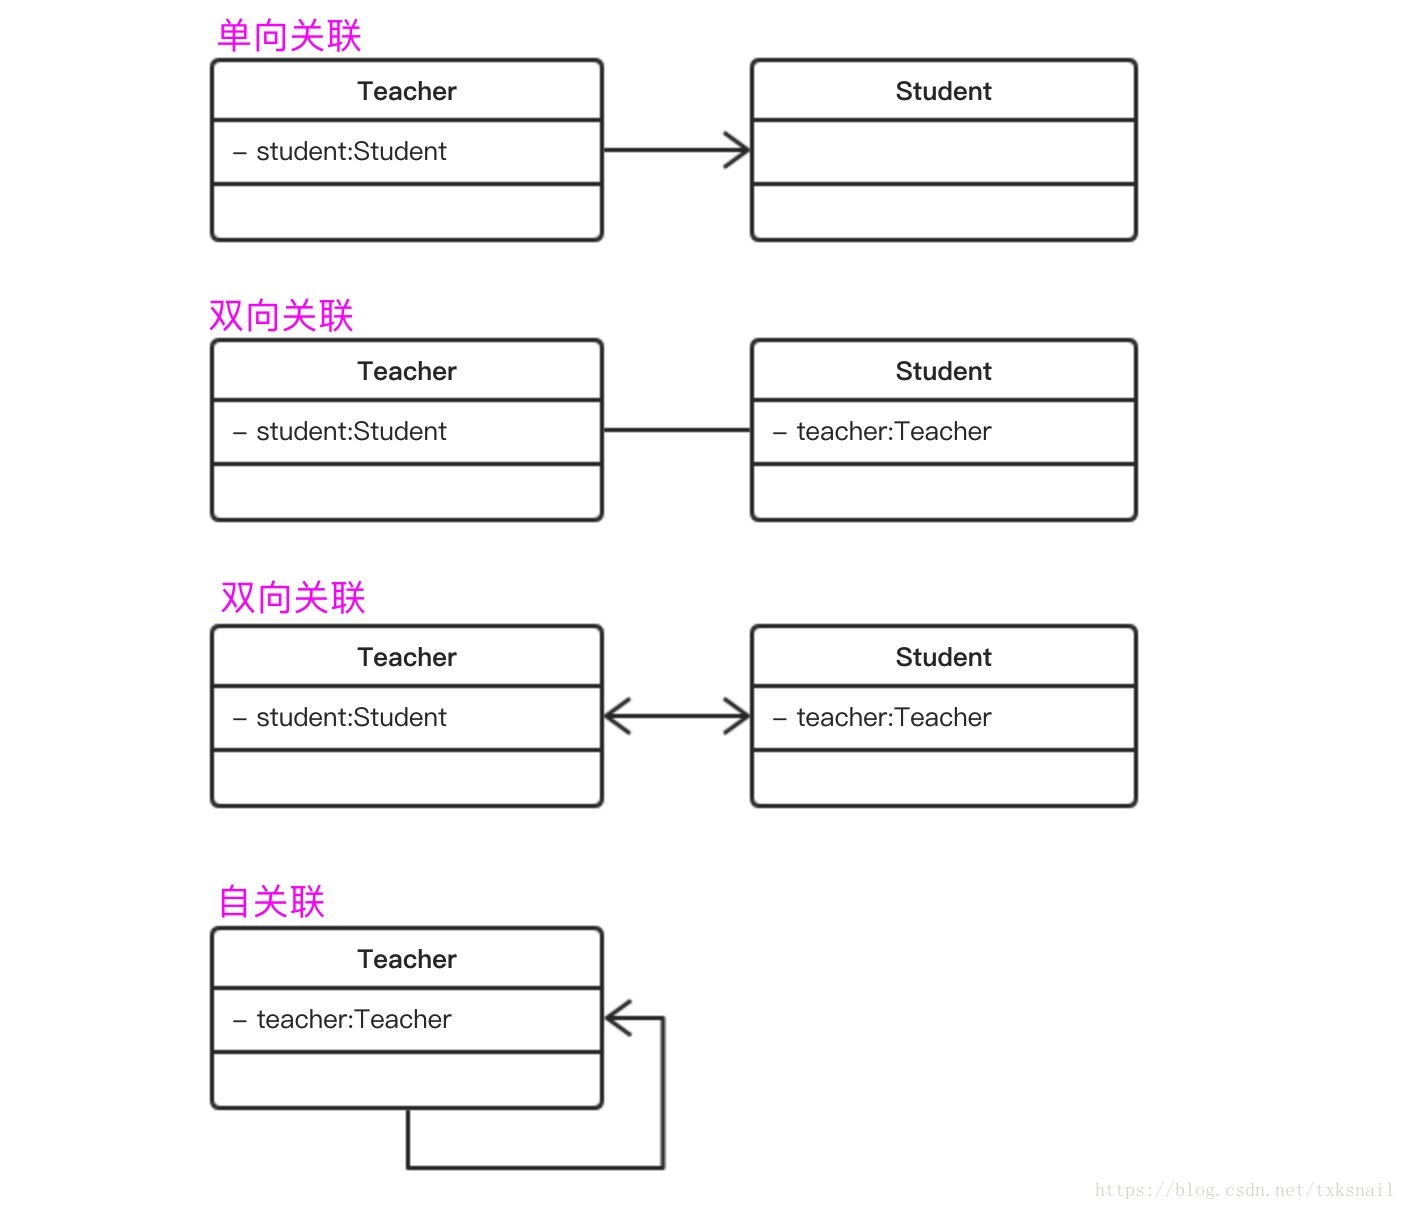 单向关联
Teacher
Student
– student:Student
双向关联
Teacher
Student
– student:Student
– teacher:Teacher
双向关联
Teacher
Student
– student:Student
– teacher:Teacher
自关联
Teacher
– teacher:Teacher
https://blog.csdn.net/txksnail